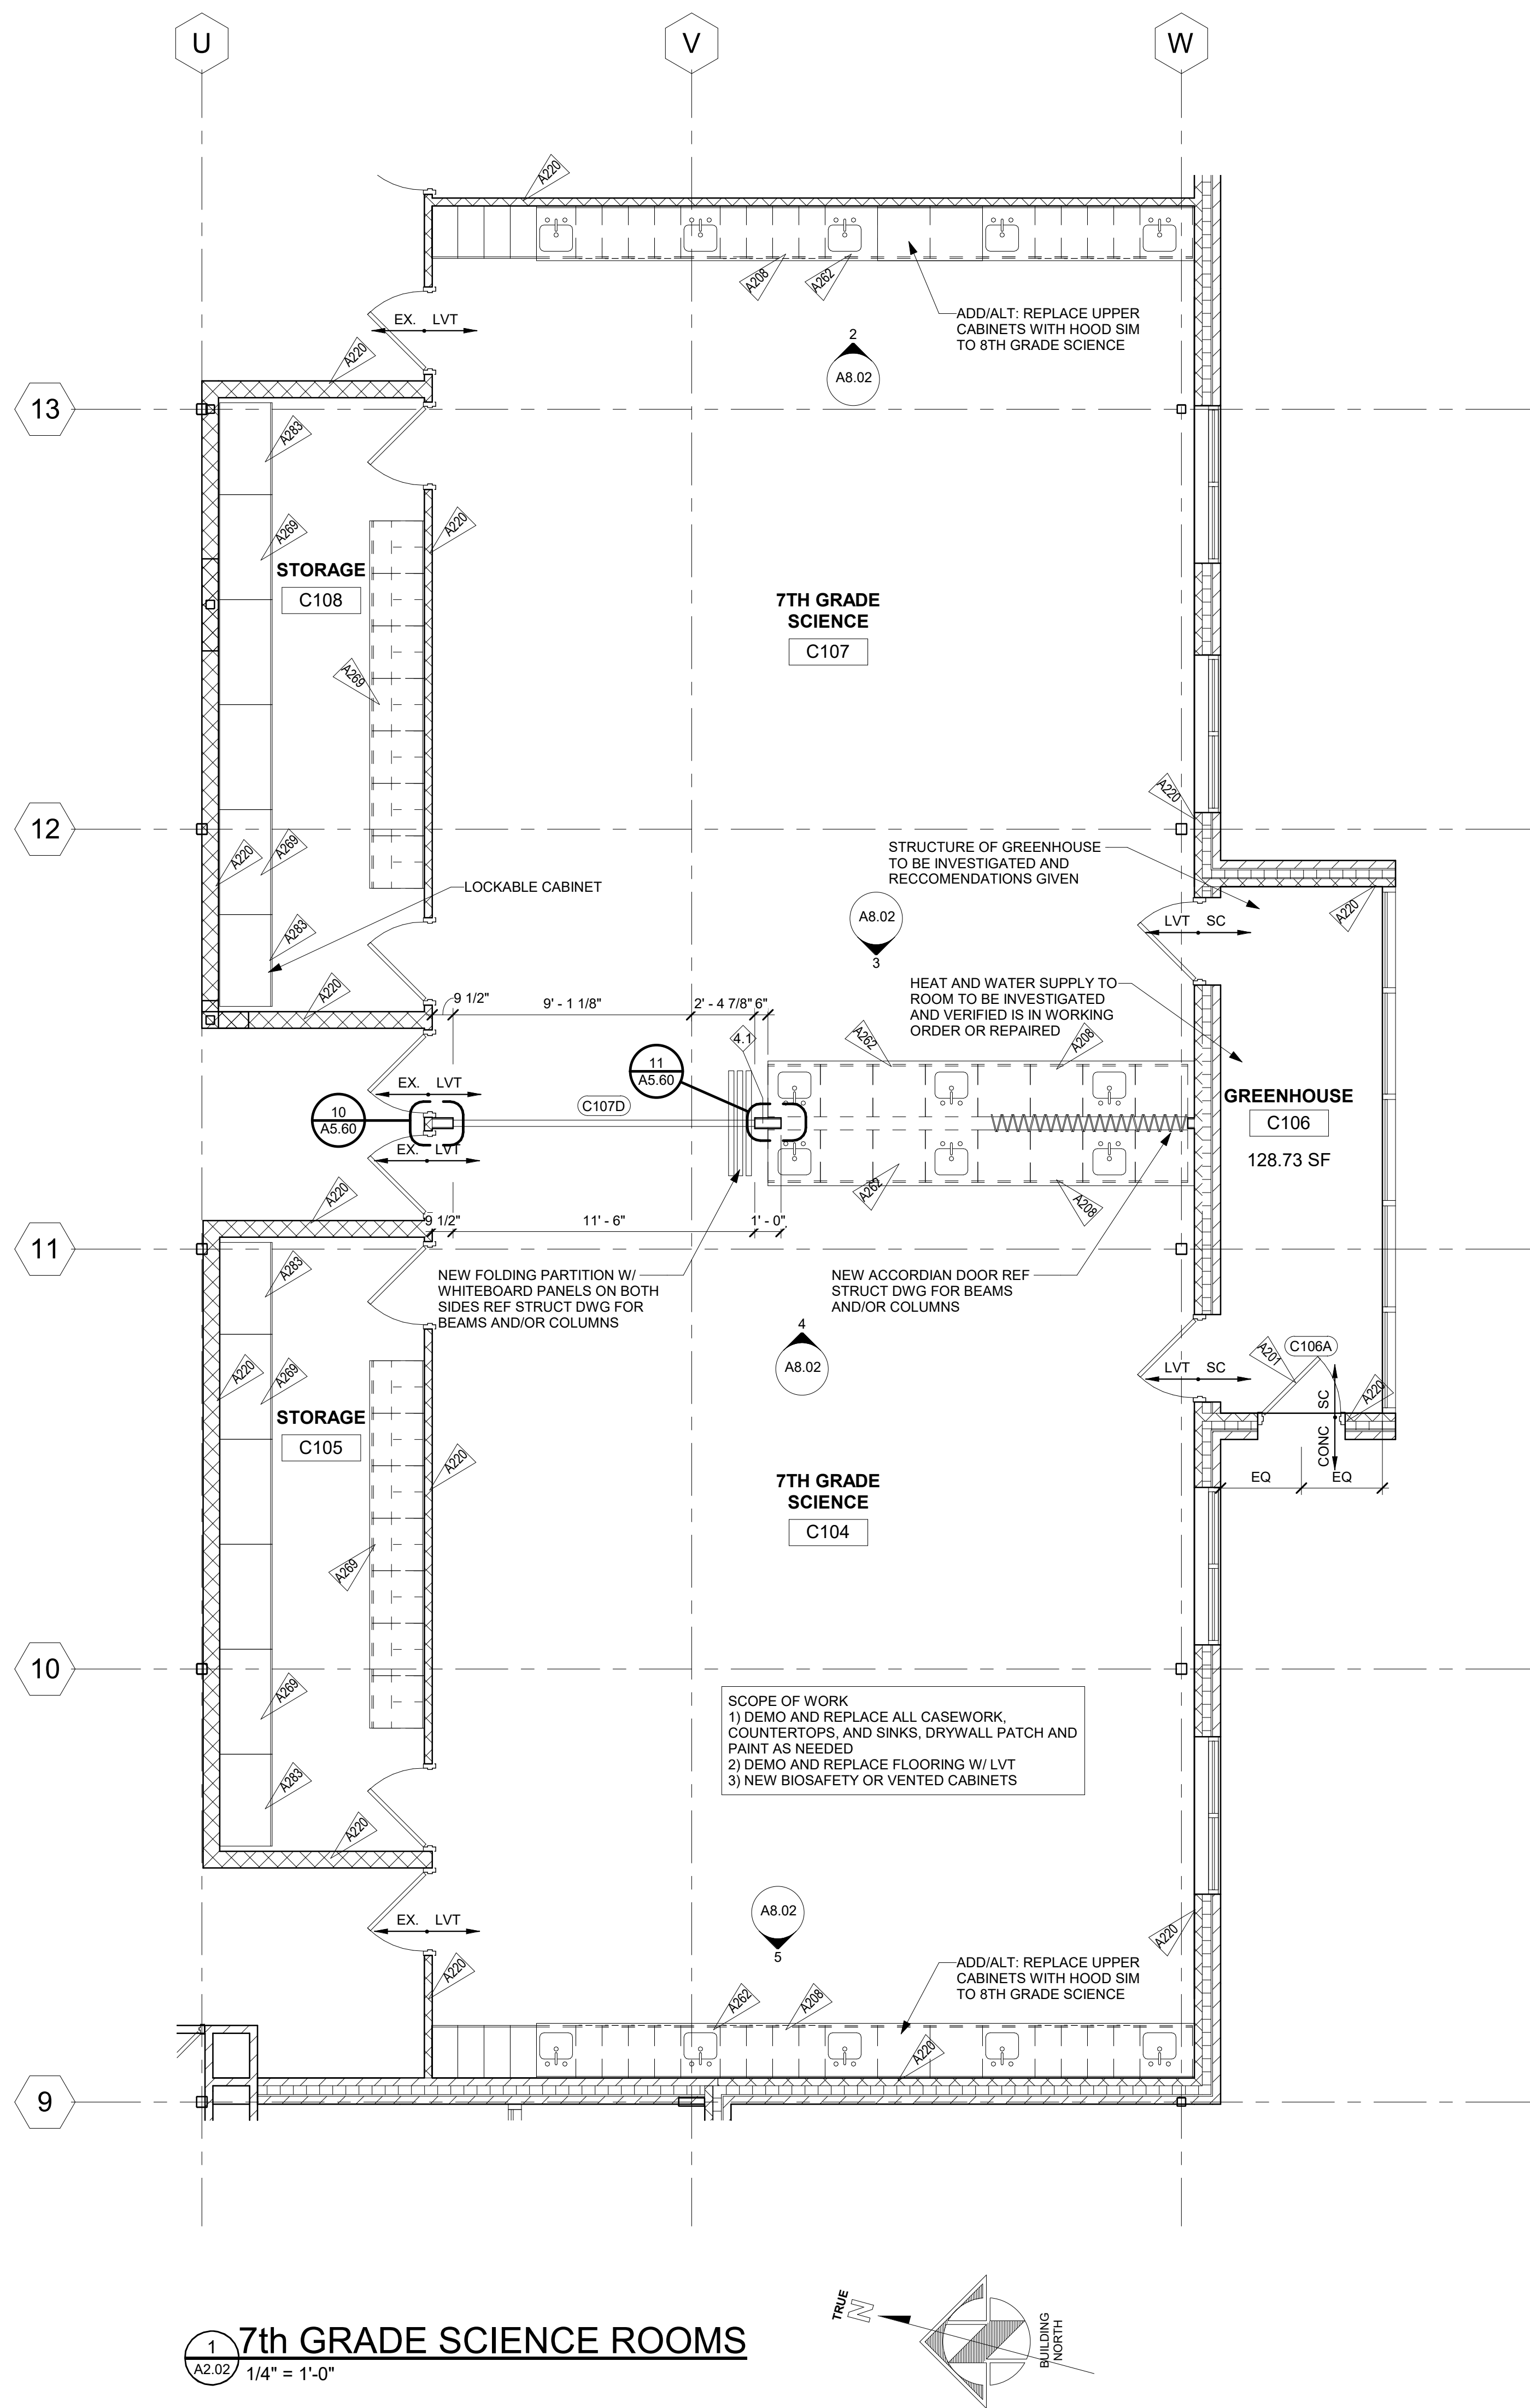 U
V
W
A220
A208
A262
ADD/ALT: REPLACE UPPER
CABINETS WITH HOOD SIM
TO 8TH GRADE SCIENCE
EX. LVT
2
A8.02
A220
13
A283
A269
A220
STORAGE
C108
7TH GRADE
SCIENCE
C107
A269
A220
12
STRUCTURE OF GREENHOUSE
TO BE INVESTIGATED AND
RECCOMENDATIONS GIVEN
A220
A269
LOCKABLE CABINET
A220
A8.02
3
LVT SC
A283
A220
HEAT AND WATER SUPPLY TO
ROOM TO BE INVESTIGATED
AND VERIFIED IS IN WORKING
ORDER OR REPAIRED
9 1/2"
9' - 1 1/8"
2' - 4 7/8"
6"
4.1
A262
A208
11
A5.60
EX. LVT
C107D
10
A5.60
GREENHOUSE
C106
128.73 SF
EX. LVT
A262
A208
A220
9 1/2"
11' - 6"
1' - 0"
11
A283
NEW FOLDING PARTITION W/
WHITEBOARD PANELS ON BOTH
SIDES REF STRUCT DWG FOR
BEAMS AND/OR COLUMNS
NEW ACCORDIAN DOOR REF
STRUCT DWG FOR BEAMS
AND/OR COLUMNS
4
A8.02
A201
C106A
LVT SC
A220
A269
A220
SC
CONC
STORAGE
C105
EQ
EQ
A220
7TH GRADE
SCIENCE
C104
A269
10
A269
SCOPE OF WORK
1) DEMO AND REPLACE ALL CASEWORK,
COUNTERTOPS, AND SINKS, DRYWALL PATCH AND
PAINT AS NEEDED
2) DEMO AND REPLACE FLOORING W/ LVT
3) NEW BIOSAFETY OR VENTED CABINETS
A283
A220
A8.02
5
EX. LVT
A220
A220
ADD/ALT: REPLACE UPPER
CABINETS WITH HOOD SIM
TO 8TH GRADE SCIENCE
A262
A208
A220
9
TRUE
N
BUILDING
NORTH
1
A2.02
7th GRADE SCIENCE ROOMS
1/4" = 1'-0"